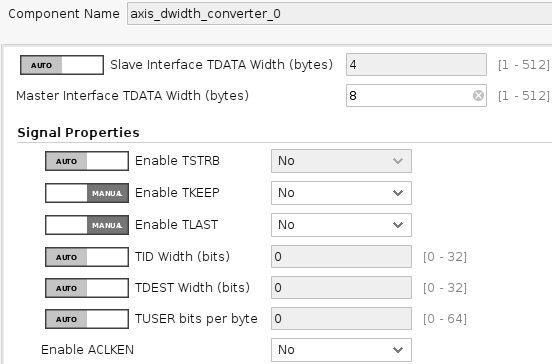 Component Name axis_dwidth_converter_0
AUTO Slave Interface TDATA Width (bytes) 4 [1 - 512]
Master Interface TDATA Width (bytes) 8 [1 - 512]
Signal Properties
AUTO Enable TSTRB No
MANUAL Enable TKEEP No
MANUAL Enable TLAST No
AUTO TID Width (bits) 0 [0 - 32]
AUTO TDEST Width (bits) 0 [0 - 32]
AUTO TUSER bits per byte 0 [0 - 64]
Enable ACLKEN No